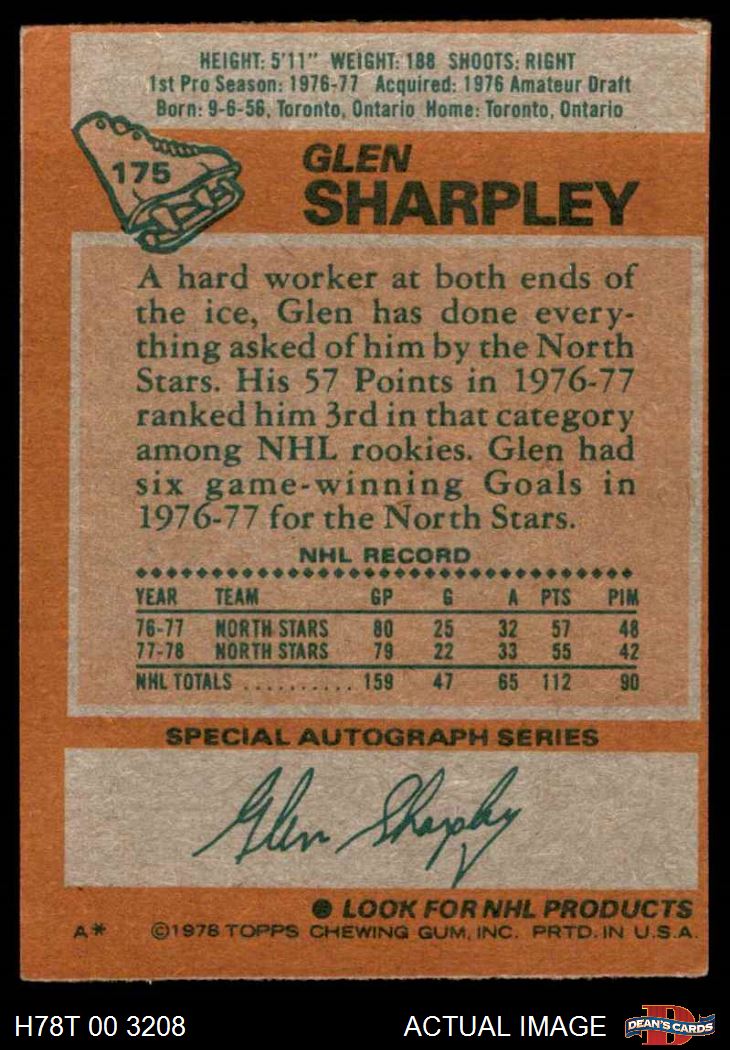 HEIGHT: 5'11" WEIGHT: 188 SHOOTS: RIGHT
1st Pro Season: 1976-77 Acquired: 1976 Amateur Draft
Born: 9-6-56, Toronto, Ontario Home: Toronto, Ontario
175
GLEN
SHARPLEY
A hard worker at both ends of
the ice, Glen has done every-
thing asked of him by the North
Stars. His 57 Points in 1976-77
ranked him 3rd in that category
among NHL rookies. Glen had
six game-winning Goals in
1976-77 for the North Stars.
NHL RECORD
YEAR TEAM GP G A PTS PIM
76-77 NORTH STARS 80 25 32 57 48
77-78 NORTH STARS 79 22 33 55 42
NHL TOTALS .......... 159 47 65 112 90
SPECIAL AUTOGRAPH SERIES
Glen Sharpley
● LOOK FOR NHL PRODUCTS
A* ©1978 TOPPS CHEWING GUM, INC. PRTD. IN U.S.A.
H78T 00 3208 ACTUAL IMAGE D DEAN'S CARDS